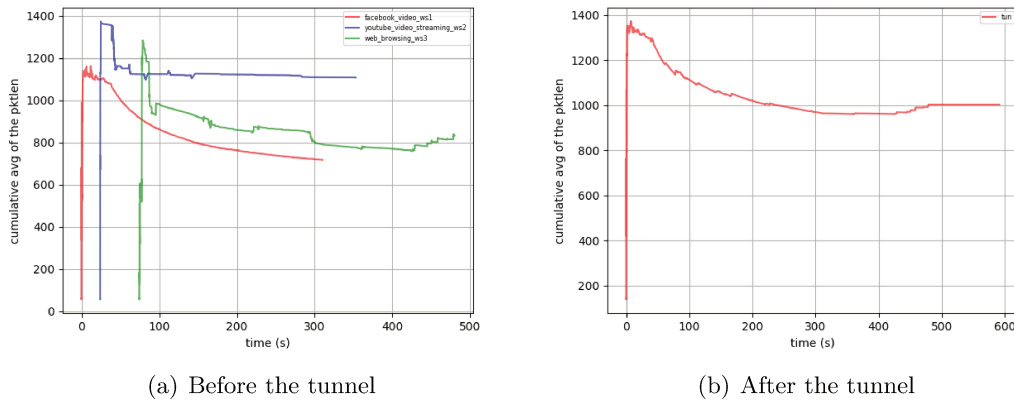 facebook_video_ws1
youtube_video_streaming_ws2
web_browsing_ws3
cumulative avg of the pktlen
1400
1200
1000
800
600
400
200
0
0
100
200
300
400
500
time (s)
(a) Before the tunnel
tun
cumulative avg of the pktlen
1400
1200
1000
800
600
400
200
0
100
200
300
400
500
600
time (s)
(b) After the tunnel